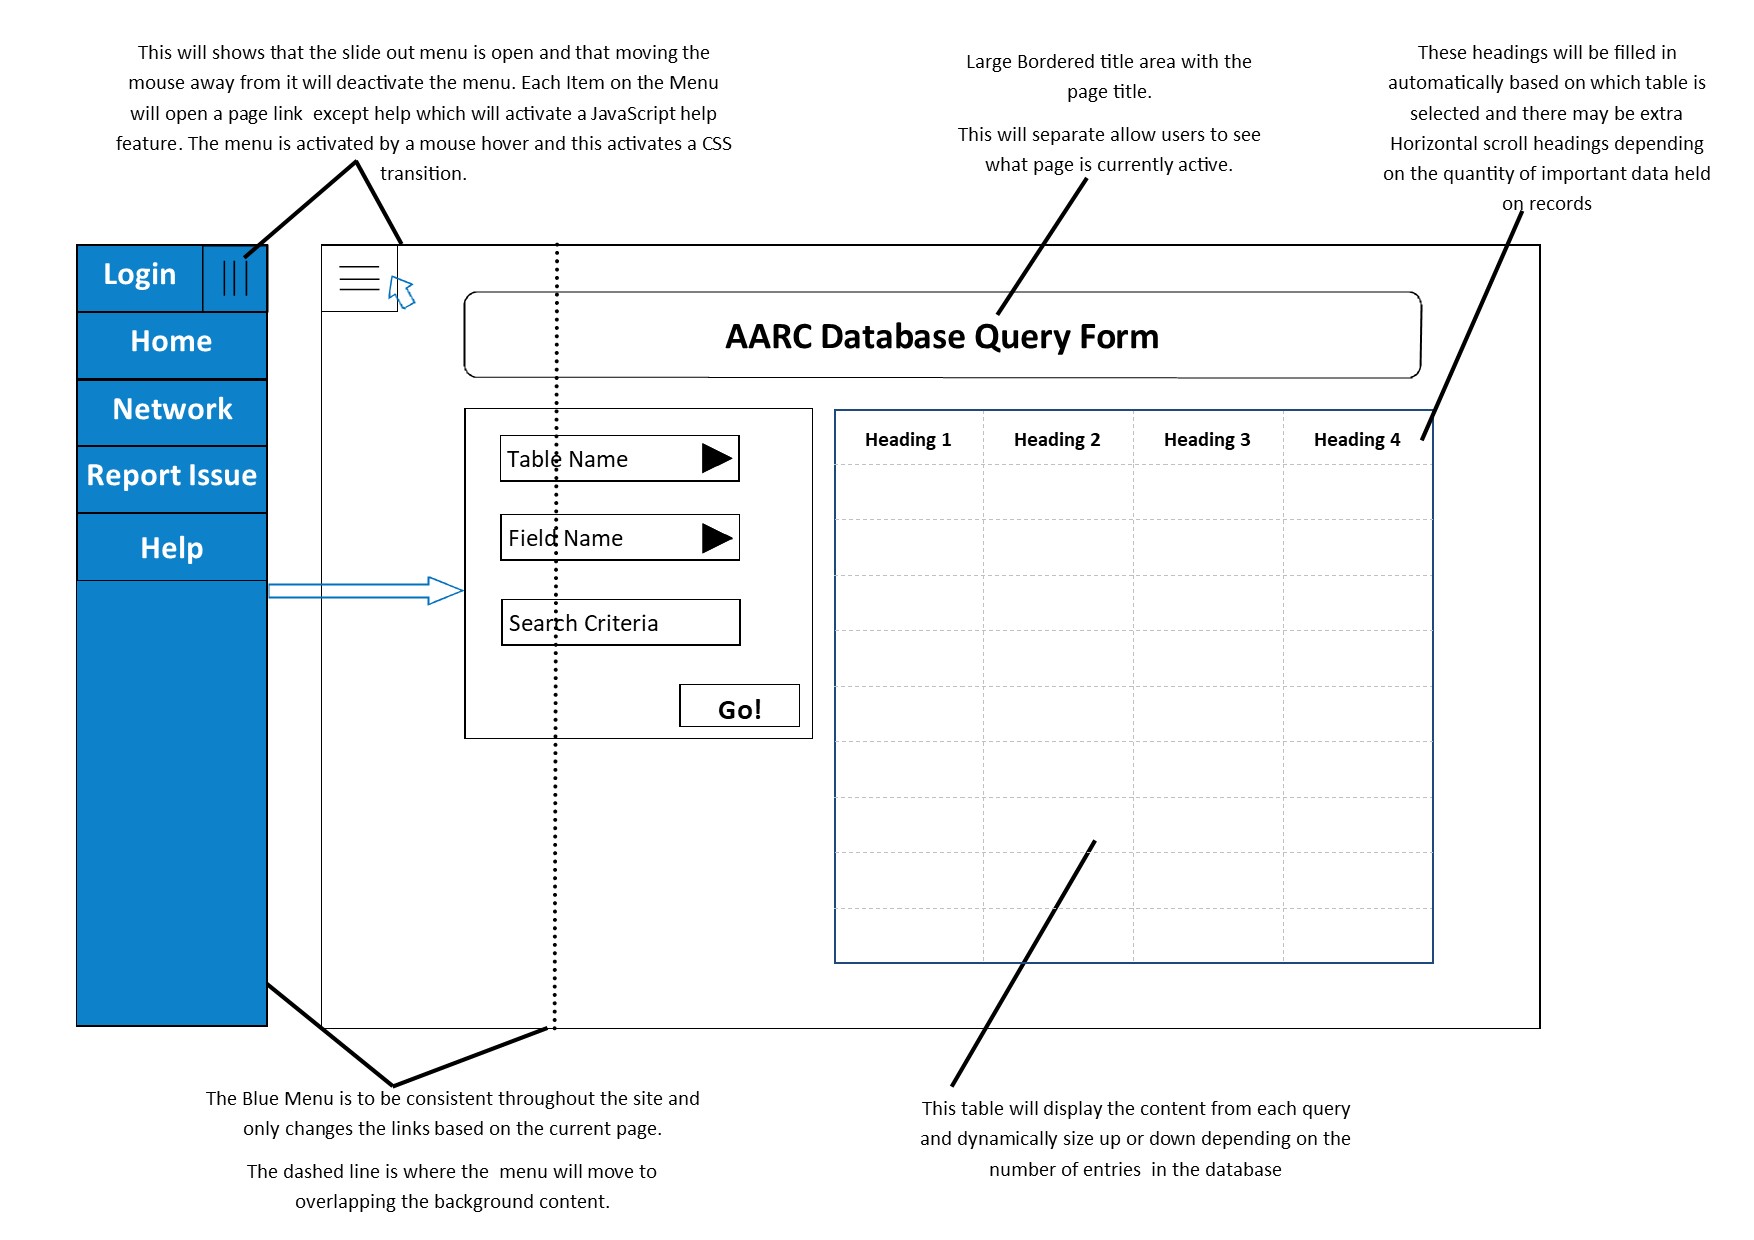 This will shows that the slide out menu is open and that moving the
mouse away from it will deactivate the menu. Each Item on the Menu
will open a page link  except help which will activate a JavaScript help
feature. The menu is activated by a mouse hover and this activates a CSS
transition.
Large Bordered title area with the
page title.
This will separate allow users to see
what page is currently active.
These headings will be filled in
automatically based on which table is
selected and there may be extra
Horizontal scroll headings depending
on the quantity of important data held
on records
Login
Home
Network
Report Issue
Help
AARC Database Query Form
Table Name
Field Name
Search Criteria
Go!
Heading 1
Heading 2
Heading 3
Heading 4
The Blue Menu is to be consistent throughout the site and
only changes the links based on the current page.
The dashed line is where the  menu will move to
overlapping the background content.
This table will display the content from each query
and dynamically size up or down depending on the
number of entries  in the database